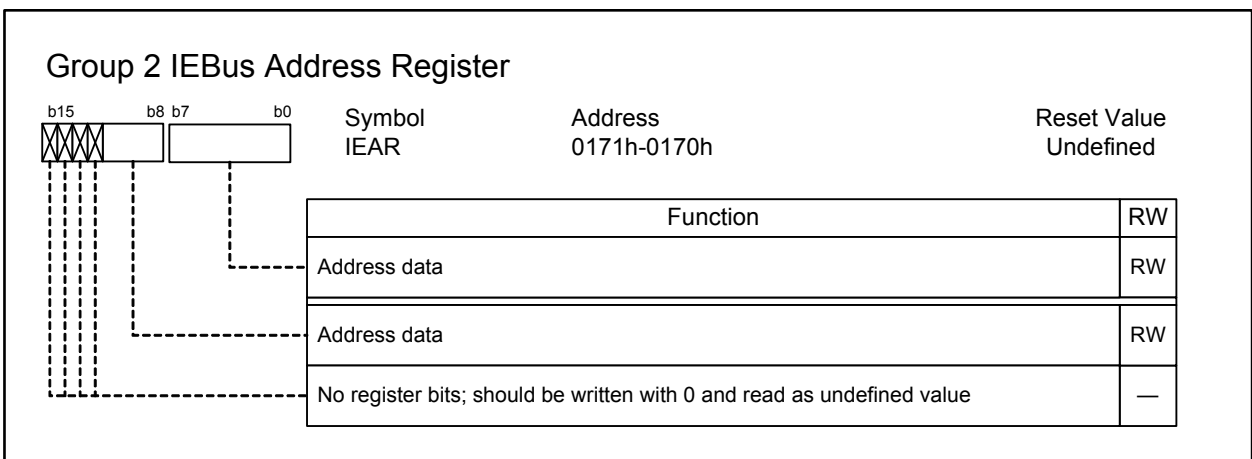 Group 2 IEBus Address Register
b15 b8 b7 b0
Symbol Address Reset Value
IEAR 0171h-0170h Undefined
Function RW
Address data RW
Address data RW
No register bits; should be written with 0 and read as undefined value —